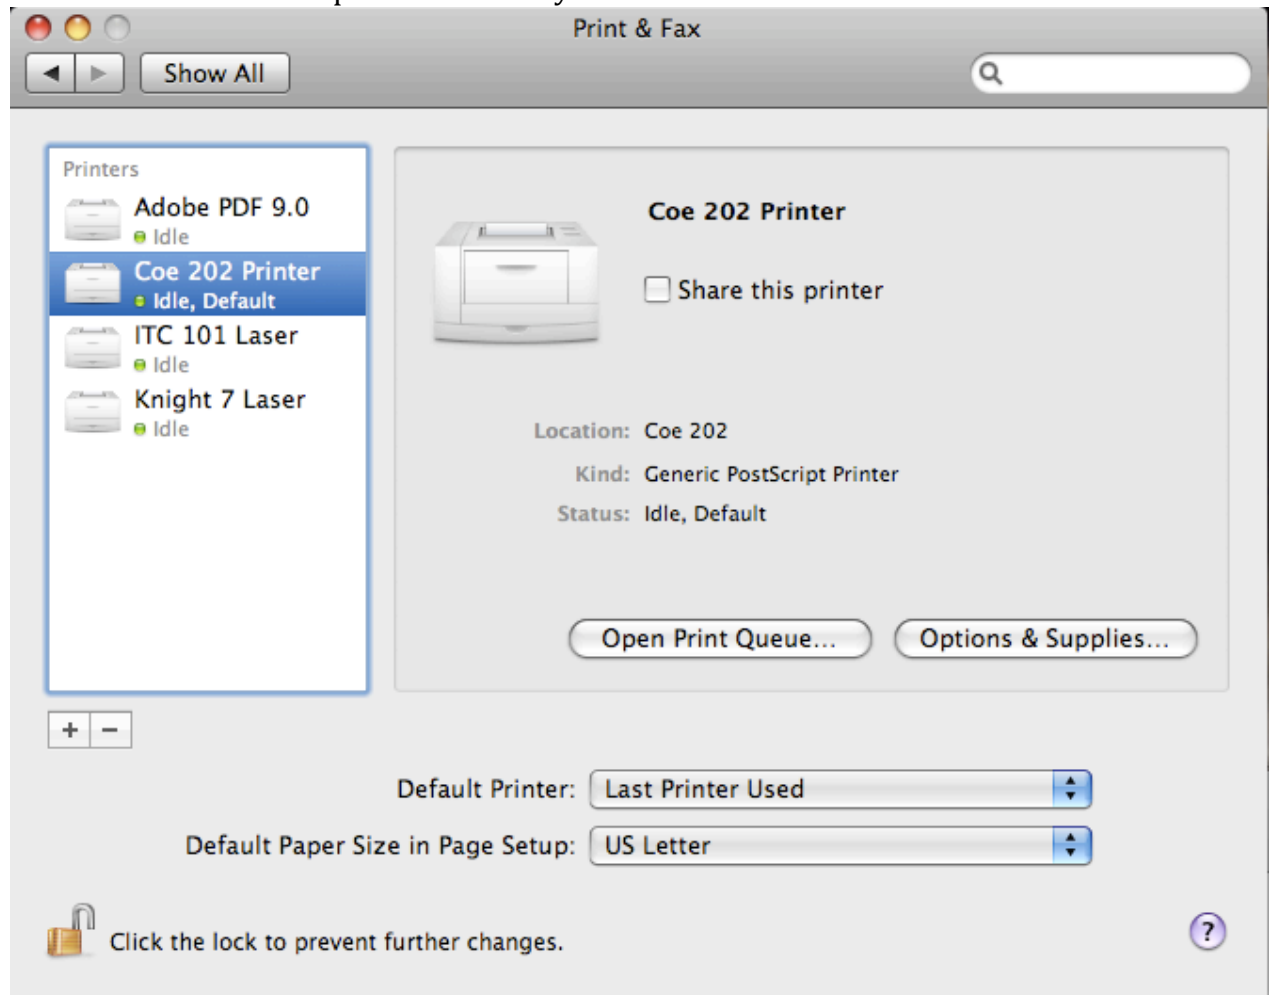 Print & Fax
Show All
Printers
Adobe PDF 9.0
Idle
Coe 202 Printer
Idle, Default
ITC 101 Laser
Idle
Knight 7 Laser
Idle
Coe 202 Printer
Share this printer
Location: Coe 202
Kind: Generic PostScript Printer
Status: Idle, Default
Open Print Queue...
Options & Supplies...
+ −
Default Printer: Last Printer Used
Default Paper Size in Page Setup: US Letter
Click the lock to prevent further changes.
?